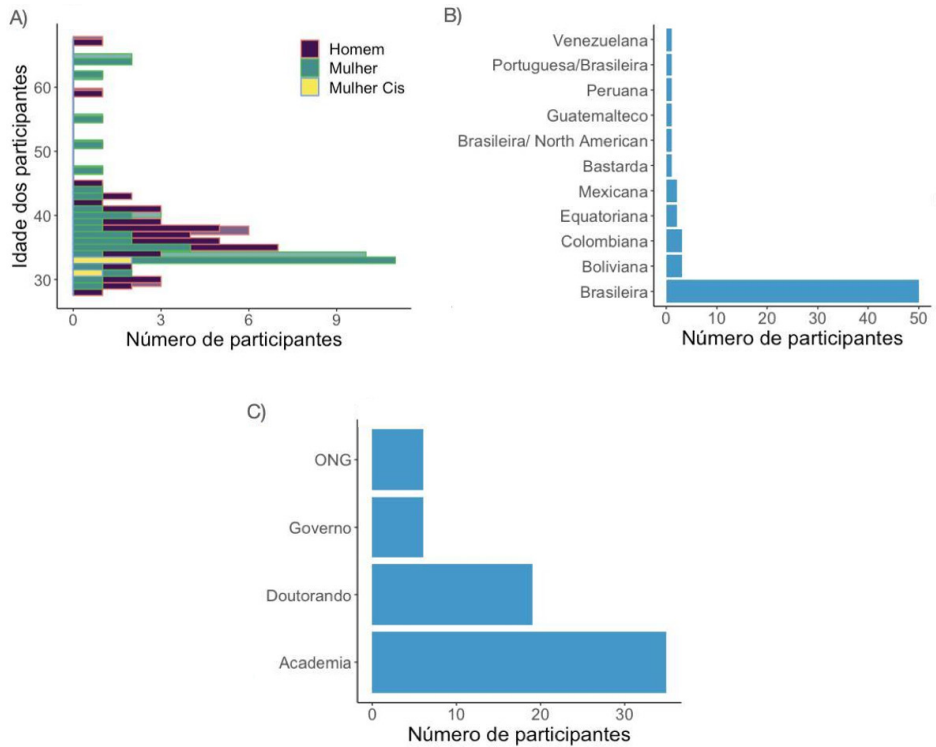 A)
60
50
40
30
Idade dos participantes
Homem
Mulher
Mulher Cis
0 3 6 9
Número de participantes
B)
Venezuelana
Portuguesa/Brasileira
Peruana
Guatemalteco
Brasileira/ North American
Bastarda
Mexicana
Equatoriana
Colombiana
Boliviana
Brasileira
0 10 20 30 40 50
Número de participantes
C)
ONG
Governo
Doutorando
Academia
0 10 20 30
Número de participantes